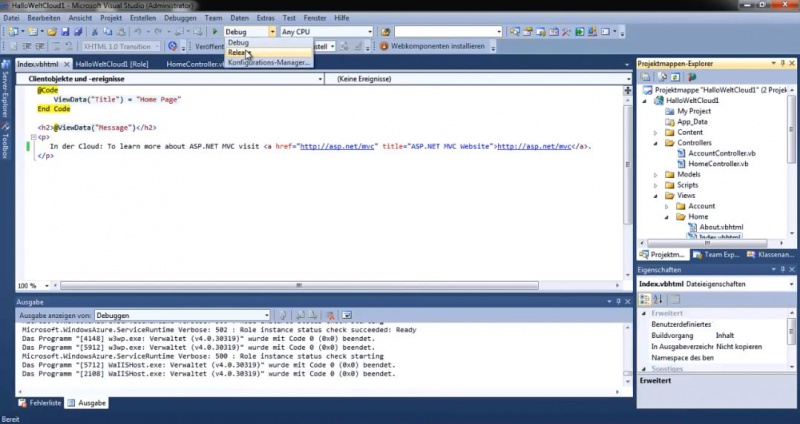 HalloWeltCloud1 - Microsoft Visual Studio (Administrator)
Datei Bearbeiten Ansicht Projekt Erstellen Debuggen Team Daten Extras Test Fenster Hilfe
Debug Any CPU
XHTML 1.0 Transition Webkomponenten installieren
Debug
Release
Konfigurations-Manager...
Index.vbhtml HalloWeltCloud1 [Role]
Clientobjekte und -ereignisse (Keine Ereignisse)
@Code
ViewData("Title") = "Home Page"
End Code
<h2>@ViewData("Message")</h2>
<p>
In der Cloud: To learn more about ASP.NET MVC visit <a href="http://asp.net/mvc" title="ASP.NET MVC Website">http://asp.net/mvc</a>.
</p>
100 %
Server-Explorer
Toolbox
Ausgabe
Ausgabe anzeigen von: Debuggen
Microsoft.WindowsAzure.ServiceRuntime Verbose: 502 : Role instance status check succeeded: Ready
Das Programm "[4148] w3wp.exe: Verwaltet (v4.0.30319)" wurde mit Code 0 (0x0) beendet.
Das Programm "[5912] w3wp.exe: Verwaltet (v4.0.30319)" wurde mit Code 0 (0x0) beendet.
Microsoft.WindowsAzure.ServiceRuntime Verbose: 500 : Role instance status check starting
Das Programm "[5712] WaIISHost.exe: Verwaltet (v4.0.30319)" wurde mit Code 0 (0x0) beendet.
Das Programm "[2108] WaIISHost.exe: Verwaltet (v4.0.30319)" wurde mit Code 0 (0x0) beendet.
Fehlerliste Ausgabe
Bereit
Projektmappen-Explorer
Projektmappe "HalloWeltCloud1" (2 Proje
HalloWeltCloud1
My Project
App_Data
Content
Controllers
AccountController.vb
HomeController.vb
Models
Scripts
Views
Account
Home
About.vbhtml
Index.vbhtml
Projektm... Team Exp... Klassenan...
Eigenschaften
Index.vbhtml Dateieigenschaften
Erweitert
Benutzerdefiniertes
Buildvorgang Inhalt
In Ausgabeverzeichr Nicht kopieren
Namespace des ben
Sonstiges
Erweitert